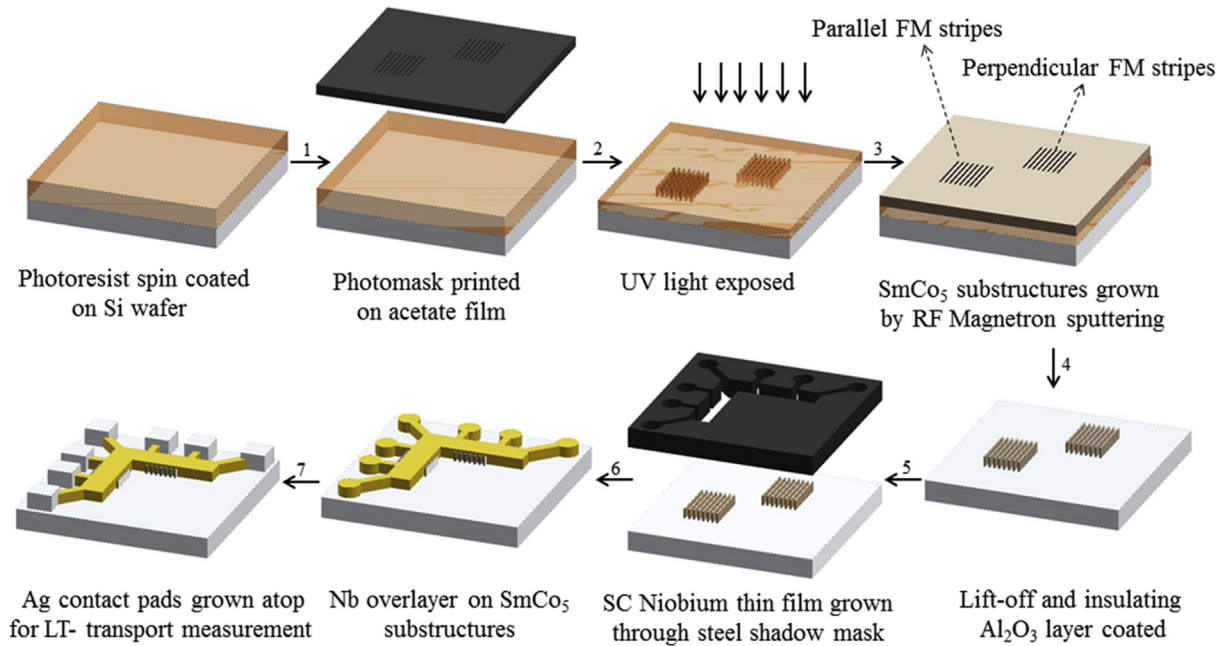 Parallel FM stripes
Perpendicular FM stripes
1
2
3
Photoresist spin coated
on Si wafer
Photomask printed
on acetate film
UV light exposed
SmCo₅ substructures grown
by RF Magnetron sputtering
4
5
6
7
Lift-off and insulating
Al₂O₃ layer coated
SC Niobium thin film grown
through steel shadow mask
Nb overlayer on SmCo₅
substructures
Ag contact pads grown atop
for LT- transport measurement